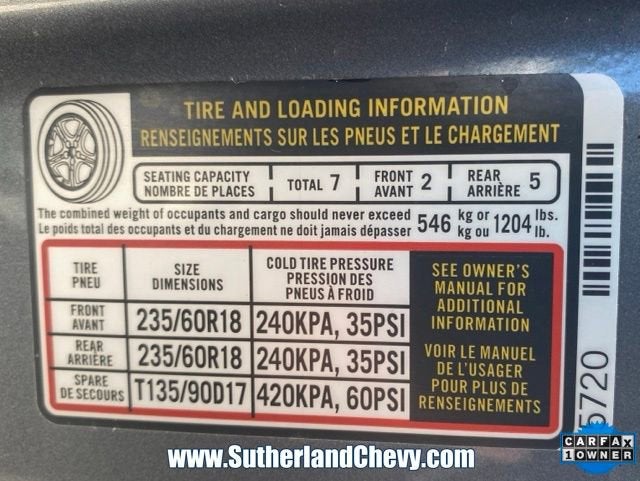 TIRE AND LOADING INFORMATION
RENSEIGNEMENTS SUR LES PNEUS ET LE CHARGEMENT
SEATING CAPACITY
NOMBRE DE PLACES
TOTAL 7
FRONT
AVANT 2
REAR
ARRIÈRE 5
The combined weight of occupants and cargo should never exceed 546 kg or 1204 lbs.
Le poids total des occupants et du chargement ne doit jamais dépasser 546 kg ou 1204 lb.
TIRE
PNEU
SIZE
DIMENSIONS
COLD TIRE PRESSURE
PRESSION DES
PNEUS À FROID
FRONT
AVANT
235/60R18
240KPA, 35PSI
REAR
ARRIÈRE
235/60R18
240KPA, 35PSI
SPARE
DE SECOURS
T135/90D17
420KPA, 60PSI
SEE OWNER'S
MANUAL FOR
ADDITIONAL
INFORMATION
VOIR LE MANUEL
DE L'USAGER
POUR PLUS DE
RENSEIGNEMENTS
5720
www.SutherlandChevy.com
CARFAX
1 OWNER